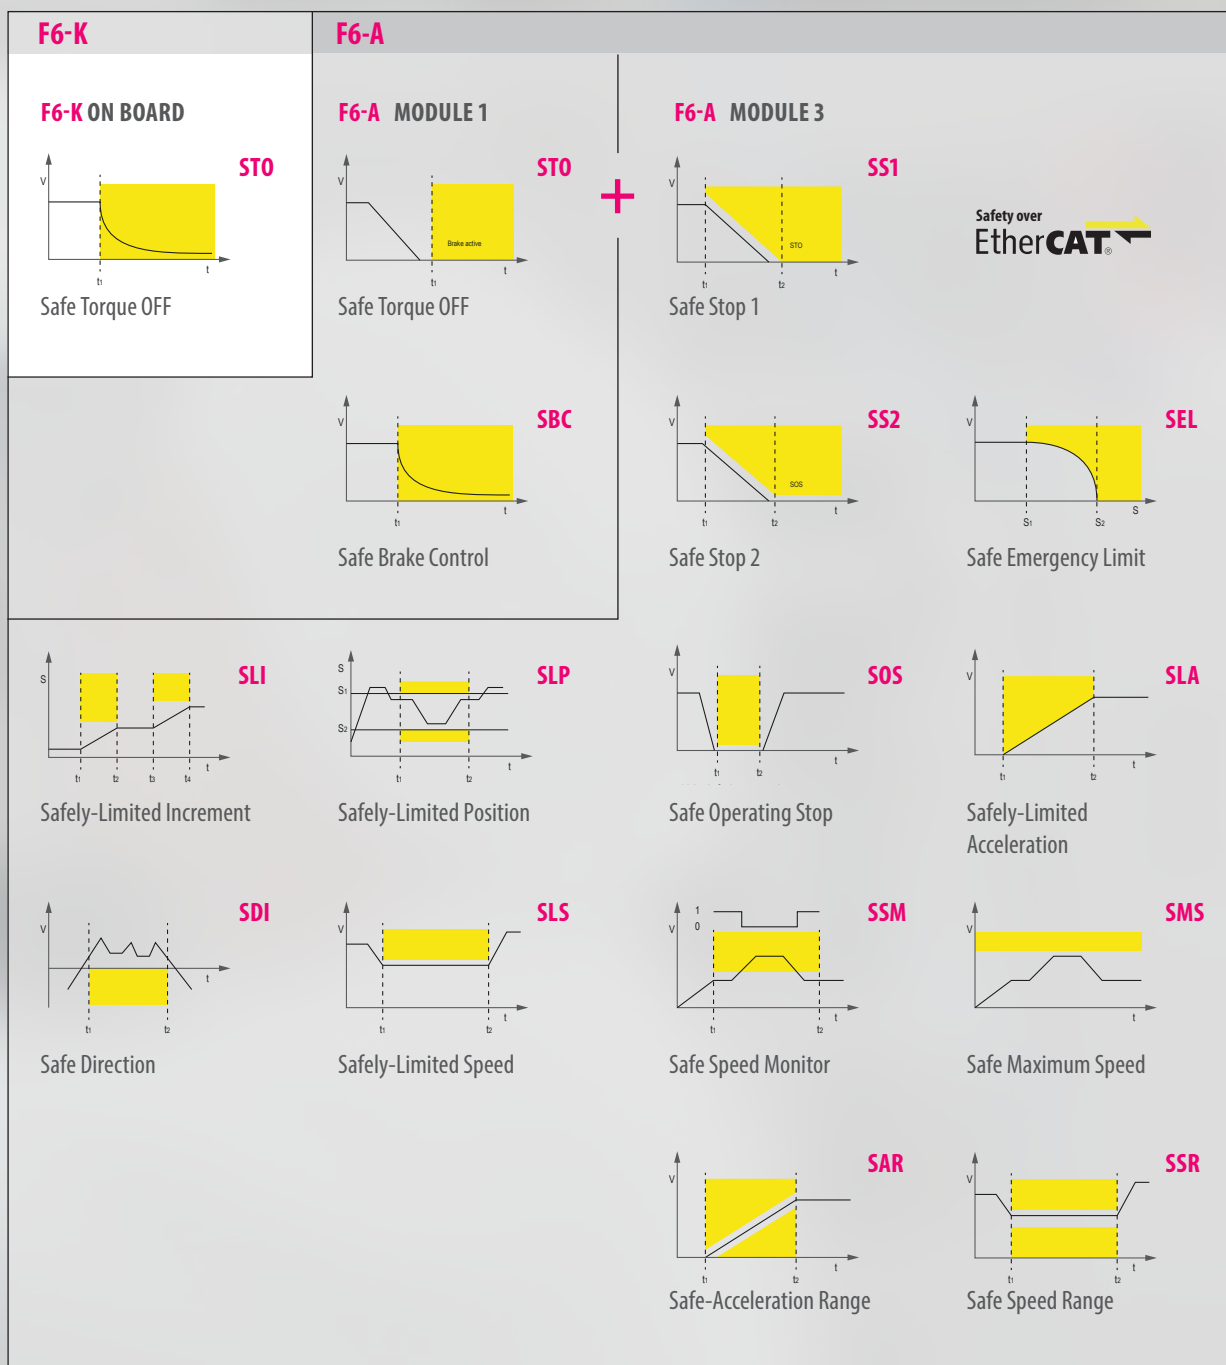 F6-K
F6-A
F6-K ON BOARD
F6-A MODULE 1
F6-A MODULE 3
STO
V
t
t1
Safe Torque OFF
STO
V
Brake active
t
t1
Safe Torque OFF
+
SS1
V
STO
t
t1 t2
Safe Stop 1
Safety over
EtherCAT®
SBC
V
t
t1
Safe Brake Control
SS2
V
SOS
t
t1 t2
Safe Stop 2
SEL
V
S
S1 S2
Safe Emergency Limit
SLI
S
t
t1 t2 t3 t4
Safely-Limited Increment
SLP
S
S1
S2
t
t1 t2
Safely-Limited Position
SOS
V
t
t1 t2
Safe Operating Stop
SLA
V
t
t1 t2
Safely-Limited
Acceleration
SDI
V
t
t1 t2
Safe Direction
SLS
V
t
t1 t2
Safely-Limited Speed
SSM
1
0
V
t
t1 t2
Safe Speed Monitor
SMS
V
t
Safe Maximum Speed
SAR
V
t
t1 t2
Safe-Acceleration Range
SSR
V
t
t1 t2
Safe Speed Range